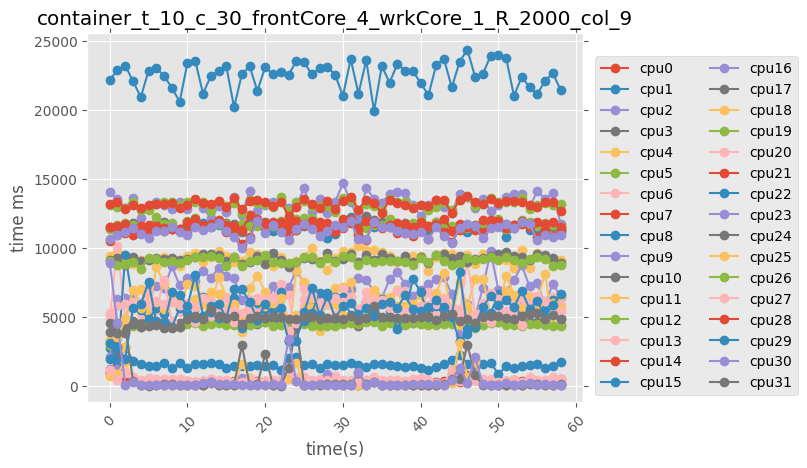 container_t_10_c_30_frontCore_4_wrkCore_1_R_2000_col_9
time ms
25000
20000
15000
10000
5000
0
0
10
20
30
40
50
60
time(s)
cpu0
cpu1
cpu2
cpu3
cpu4
cpu5
cpu6
cpu7
cpu8
cpu9
cpu10
cpu11
cpu12
cpu13
cpu14
cpu15
cpu16
cpu17
cpu18
cpu19
cpu20
cpu21
cpu22
cpu23
cpu24
cpu25
cpu26
cpu27
cpu28
cpu29
cpu30
cpu31